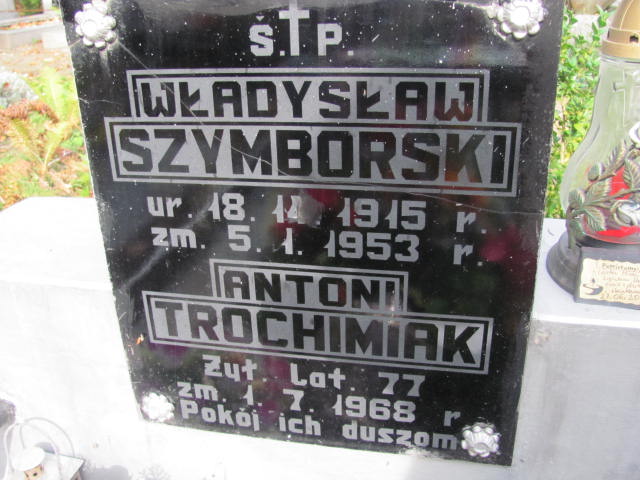 Ś.†P.
WŁADYSŁAW
SZYMBORSKI
ur. 18. 11 1915 r.
zm. 5. 1. 1953 r.
ANTONI
TROCHIMIAK
Żył Lat. 77
zm. 1. 7. 1968 r
Pokój ich duszom